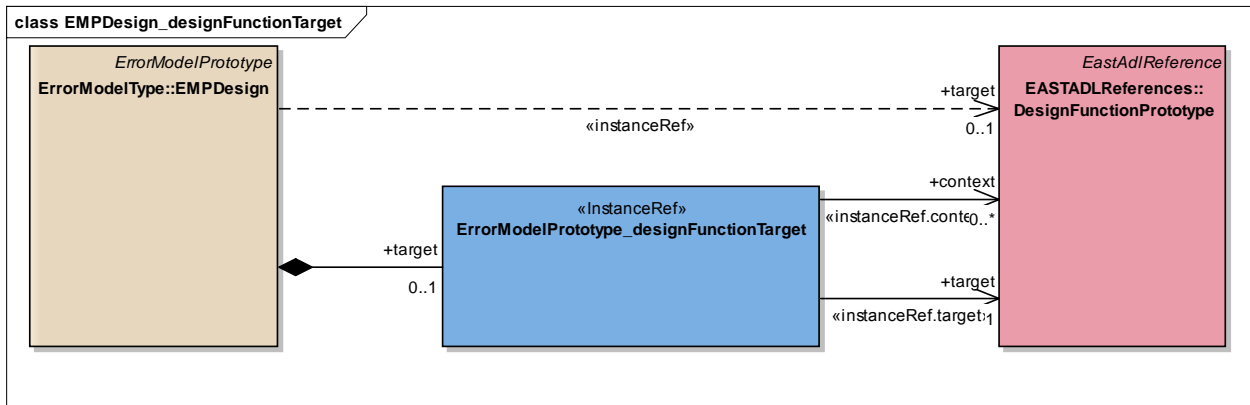 class EMPDesign_designFunctionTarget
ErrorModelPrototype
ErrorModelType::EMPDesign
EastAdlReference
EASTADLReferences::
DesignFunctionPrototype
+target
«instanceRef»
0..1
«InstanceRef»
ErrorModelPrototype_designFunctionTarget
+context
«instanceRef.conte
0..*
+target
0..1
+target
«instanceRef.target»
1